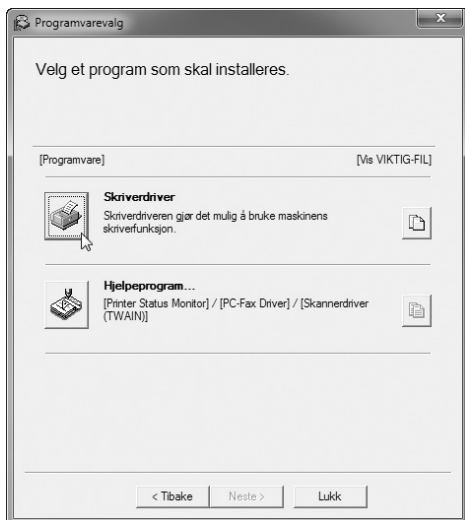 Programvarevalg
Velg et program som skal installeres.
[Programvare] [Vis VIKTIG-FIL]
Skriverdriver
Skriverdriveren gjør det mulig å bruke maskinens
skriverfunksjon.
Hjelpeprogram...
[Printer Status Monitor] / [PC-Fax Driver] / [Skannerdriver
(TWAIN)]
< Tibake Neste > Lukk